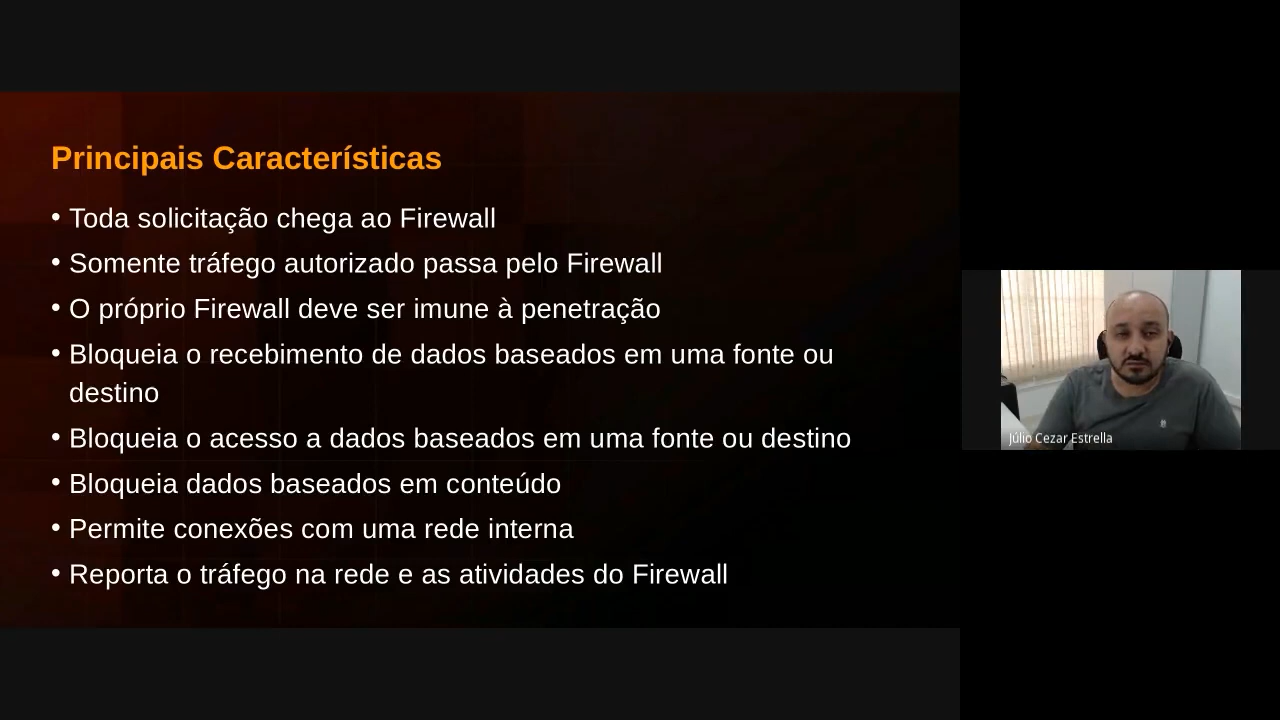 Principais Características
• Toda solicitação chega ao Firewall
• Somente tráfego autorizado passa pelo Firewall
• O próprio Firewall deve ser imune à penetração
• Bloqueia o recebimento de dados baseados em uma fonte ou
destino
• Bloqueia o acesso a dados baseados em uma fonte ou destino
• Bloqueia dados baseados em conteúdo
• Permite conexões com uma rede interna
• Reporta o tráfego na rede e as atividades do Firewall
Júlio Cezar Estrella